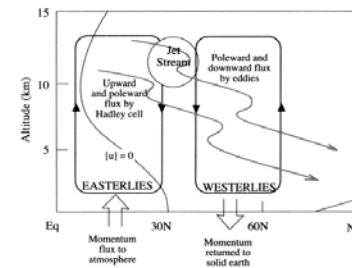 15
10
5
Altitude (km)
Jet
Stream
Upward
and poleward
flux by
Hadley cell
Poleward and
downward flux
by eddies
[u] = 0
EASTERLIES
WESTERLIES
Eq
30N
60N
N
Momentum
flux to
atmosphere
Momentum
returned to
solid earth